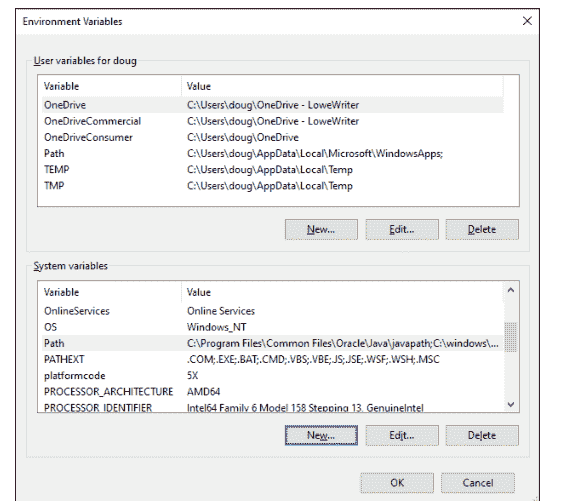 Environment Variables
User variables for doug
Variable Value
OneDrive C:\Users\doug\OneDrive - LoweWriter
OneDriveCommercial C:\Users\doug\OneDrive - LoweWriter
OneDriveConsumer C:\Users\doug\OneDrive
Path C:\Users\doug\AppData\Local\Microsoft\WindowsApps;
TEMP C:\Users\doug\AppData\Local\Temp
TMP C:\Users\doug\AppData\Local\Temp
New... Edit... Delete
System variables
Variable Value
OnlineServices Online Services
OS Windows_NT
Path C:\Program Files\Common Files\Oracle\Java\javapath;C:\windows\...
PATHEXT .COM;.EXE;.BAT;.CMD;.VBS;.VBE;.JS;.JSE;.WSF;.WSH;.MSC
platformcode 5X
PROCESSOR_ARCHITECTURE AMD64
PROCESSOR_IDENTIFIER Intel64 Family 6 Model 158 Stepping 13, GenuineIntel
New... Edit... Delete
OK Cancel